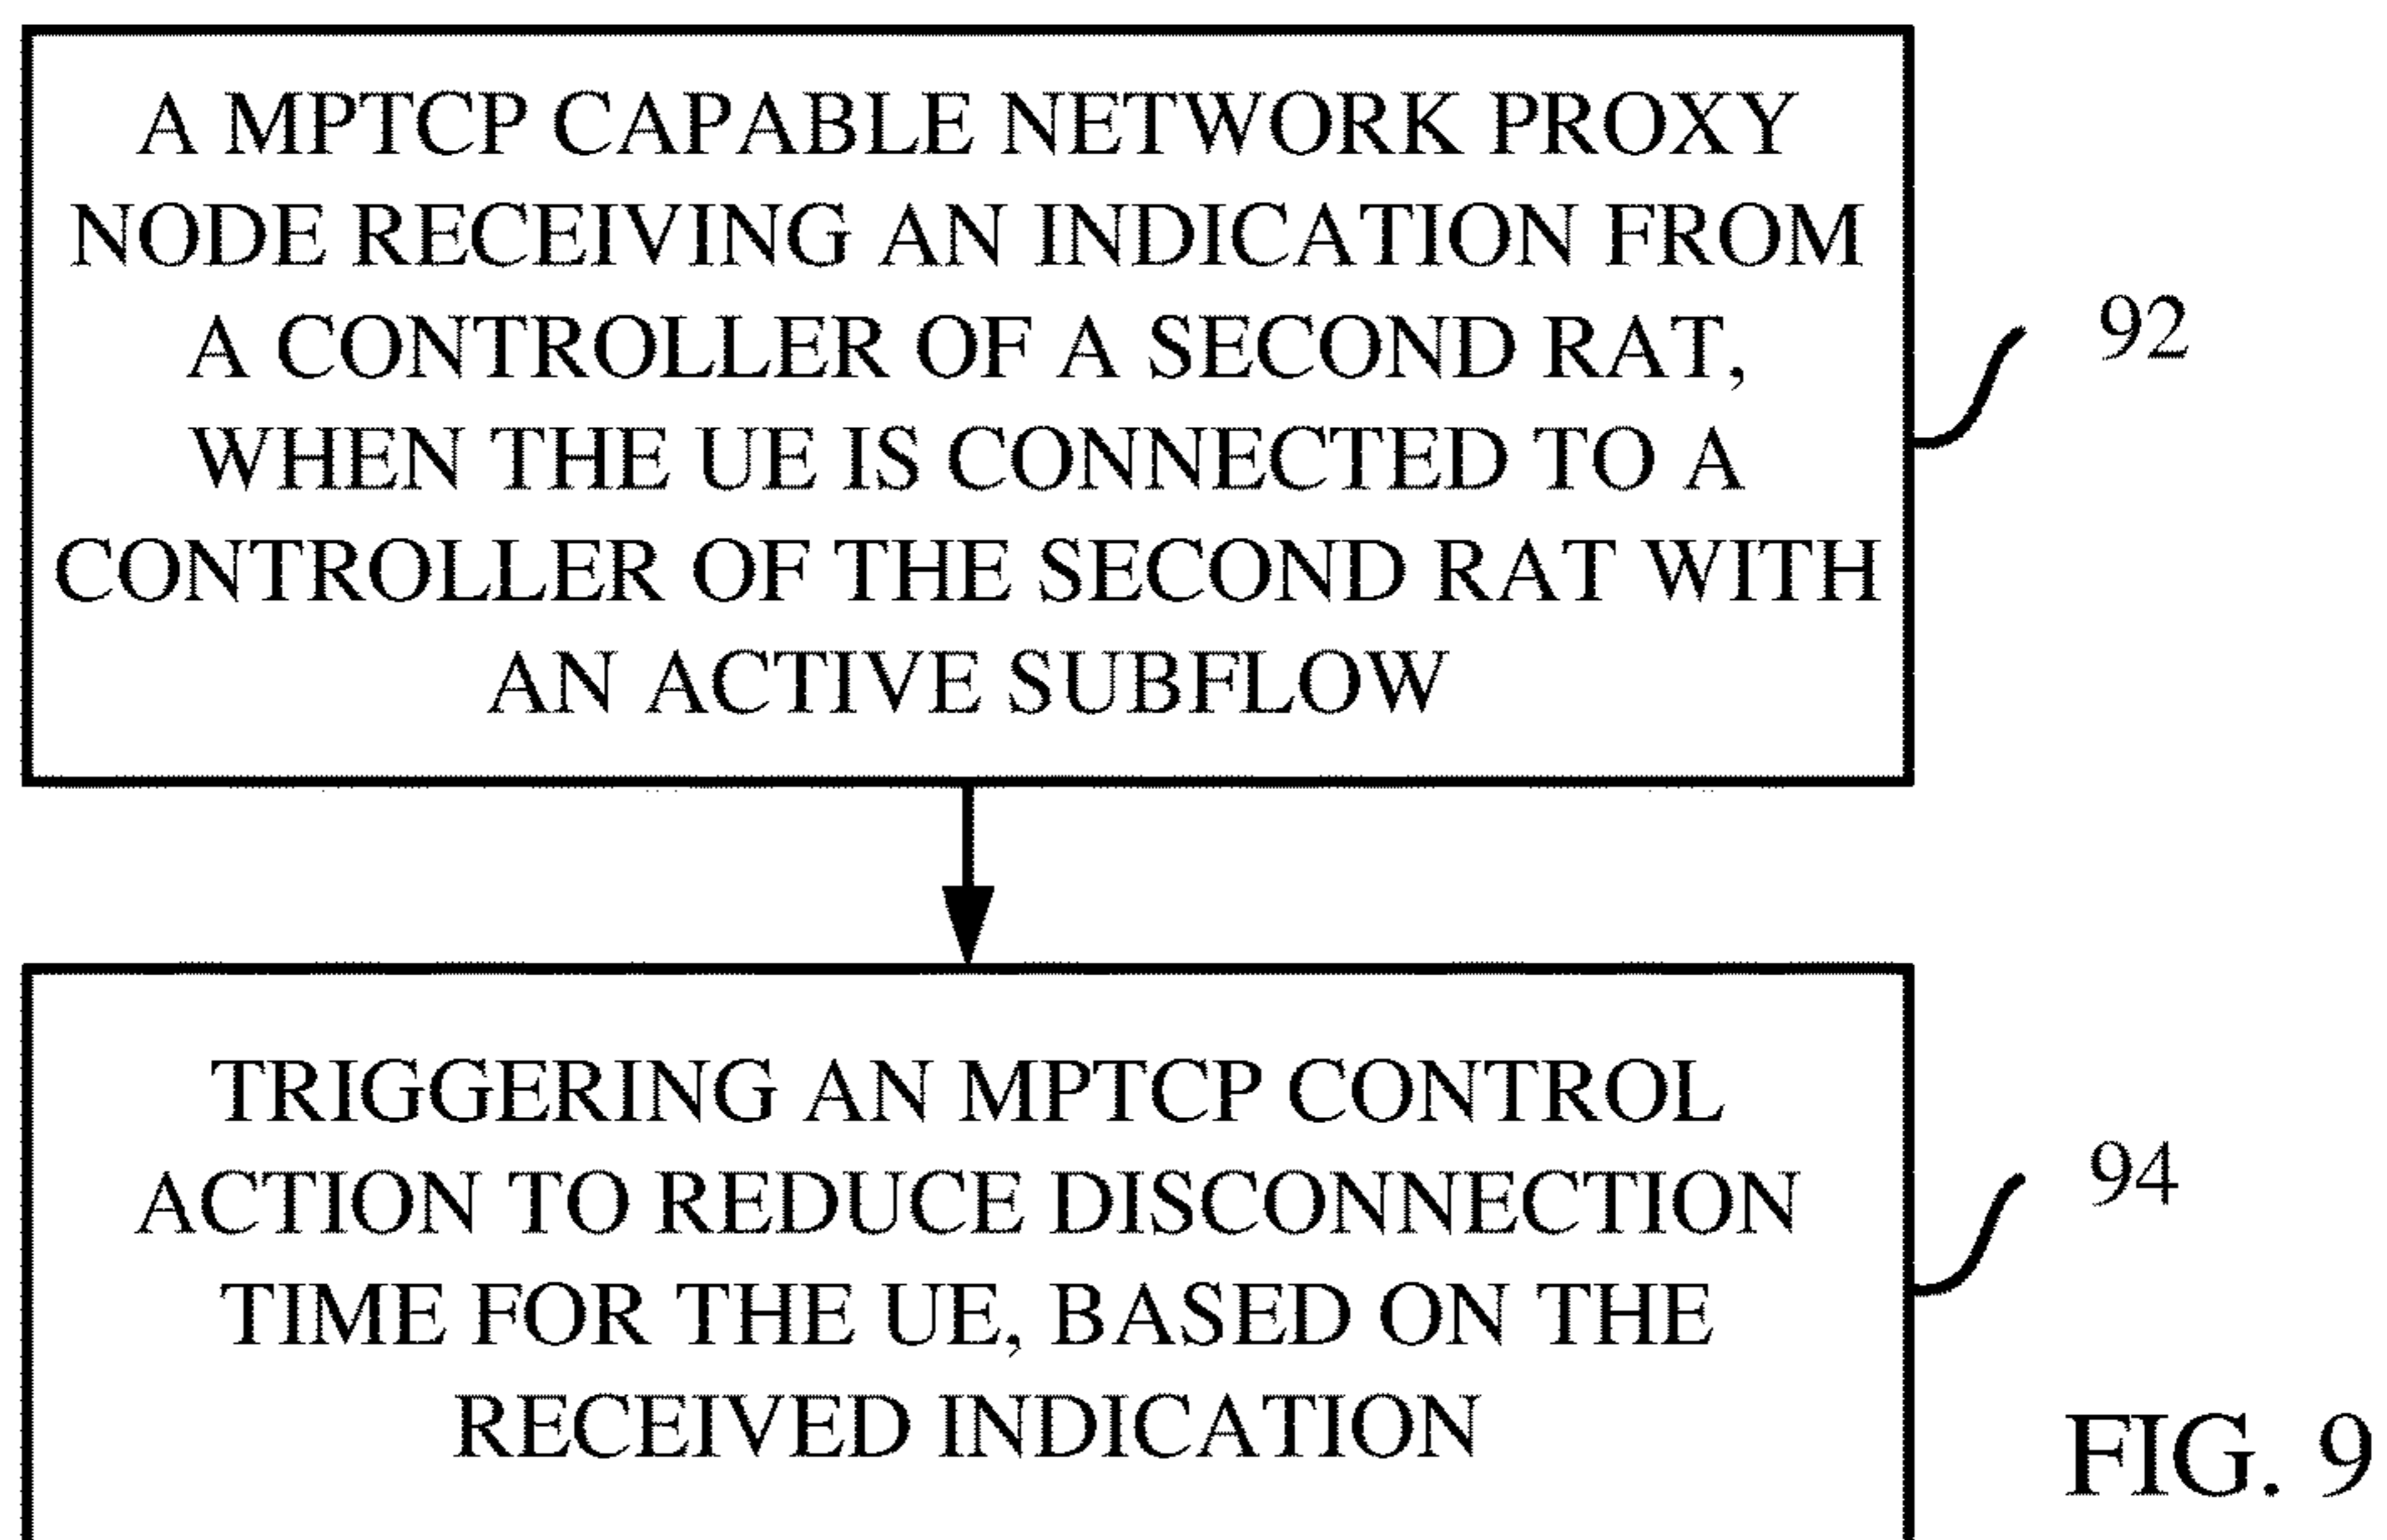 A MPTCP CAPABLE NETWORK PROXY
NODE RECEIVING AN INDICATION FROM
A CONTROLLER OF A SECOND RAT,
WHEN THE UE IS CONNECTED TO A
CONTROLLER OF THE SECOND RAT WITH
AN ACTIVE SUBFLOW
92
TRIGGERING AN MPTCP CONTROL
ACTION TO REDUCE DISCONNECTION
TIME FOR THE UE, BASED ON THE
RECEIVED INDICATION
94
FIG. 9